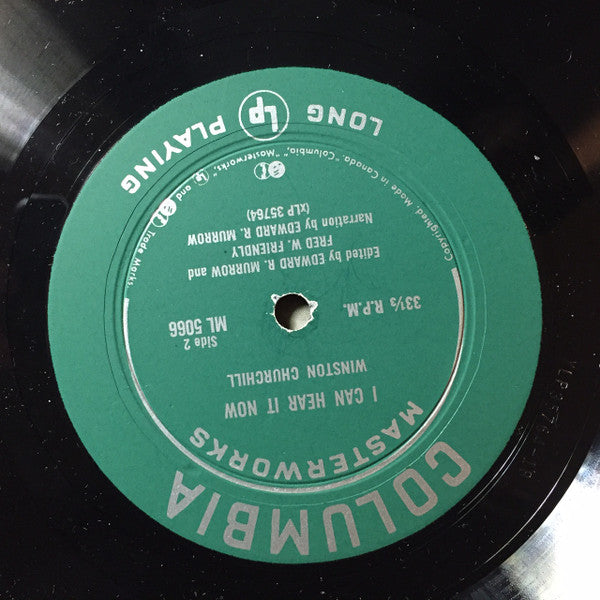 COLUMBIA
MASTERWORKS
I CAN HEAR IT NOW
WINSTON CHURCHILL
Side 2
ML 5066
33⅓ R.P.M.
Edited by EDWARD R. MURROW and
FRED W. FRIENDLY
Narration by EDWARD R. MURROW
(xLP 35764)
Copyrighted. Made in Canada. "Columbia," "Masterworks," Lp and Trade Marks.
LONG Lp PLAYING